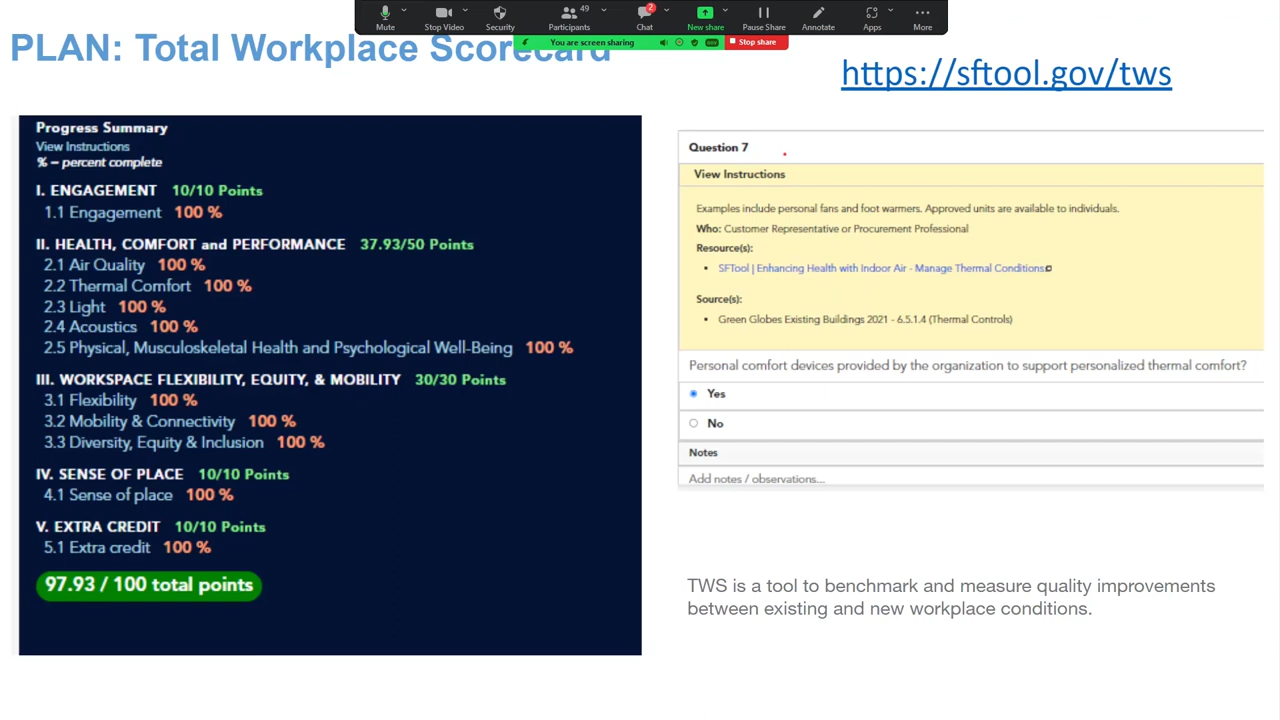 Mute
Stop Video
Security
Participants
49
Chat
2
New share
Pause Share
Annotate
Apps
More
You are screen sharing
Stop share
PLAN: Total Workplace Scorecard
https://sftool.gov/tws
Progress Summary
View Instructions
% – percent complete
I. ENGAGEMENT 10/10 Points
1.1 Engagement 100 %
II. HEALTH, COMFORT and PERFORMANCE 37.93/50 Points
2.1 Air Quality 100 %
2.2 Thermal Comfort 100 %
2.3 Light 100 %
2.4 Acoustics 100 %
2.5 Physical, Musculoskeletal Health and Psychological Well-Being 100 %
III. WORKSPACE FLEXIBILITY, EQUITY, & MOBILITY 30/30 Points
3.1 Flexibility 100 %
3.2 Mobility & Connectivity 100 %
3.3 Diversity, Equity & Inclusion 100 %
IV. SENSE OF PLACE 10/10 Points
4.1 Sense of place 100 %
V. EXTRA CREDIT 10/10 Points
5.1 Extra credit 100 %
97.93 / 100 total points
Question 7
View Instructions
Examples include personal fans and foot warmers. Approved units are available to individuals.
Who: Customer Representative or Procurement Professional
Resource(s):
• SFTool | Enhancing Health with Indoor Air - Manage Thermal Conditions
Source(s):
• Green Globes Existing Buildings 2021 - 6.5.1.4 (Thermal Controls)
Personal comfort devices provided by the organization to support personalized thermal comfort?
Yes
No
Notes
Add notes / observations...
TWS is a tool to benchmark and measure quality improvements
between existing and new workplace conditions.